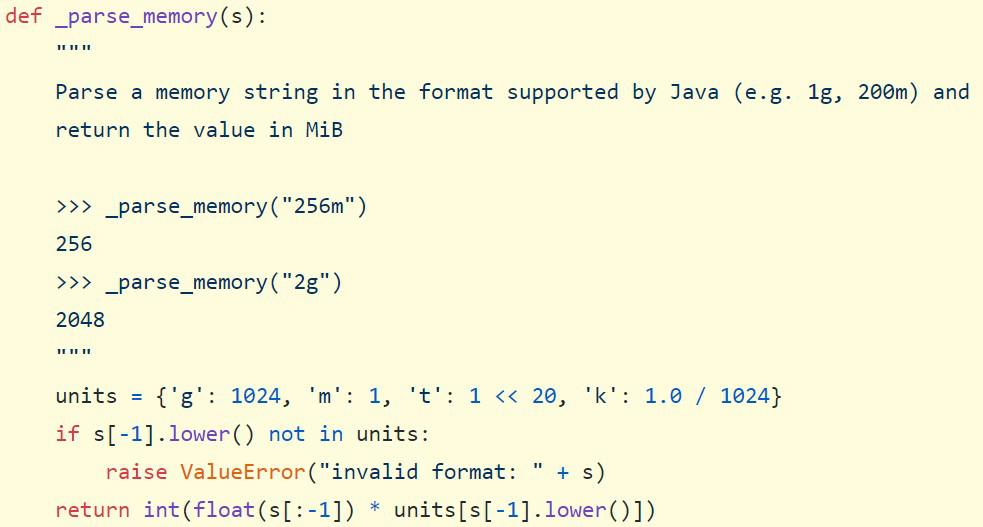 def _parse_memory(s):
    """
    Parse a memory string in the format supported by Java (e.g. 1g, 200m) and
    return the value in MiB

    >>> _parse_memory("256m")
    256
    >>> _parse_memory("2g")
    2048
    """
    units = {'g': 1024, 'm': 1, 't': 1 << 20, 'k': 1.0 / 1024}
    if s[-1].lower() not in units:
        raise ValueError("invalid format: " + s)
    return int(float(s[:-1]) * units[s[-1].lower()])